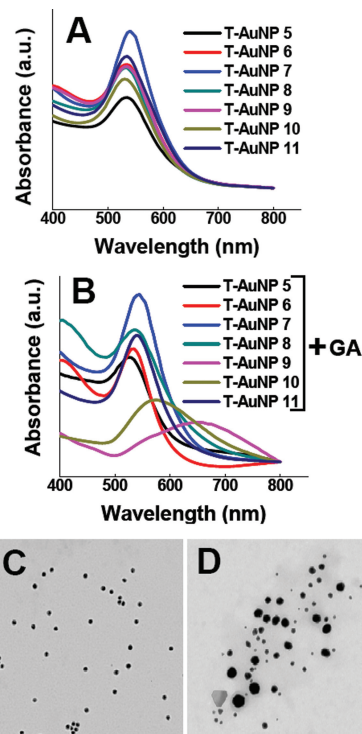 A
T-AuNP 5
T-AuNP 6
T-AuNP 7
T-AuNP 8
T-AuNP 9
T-AuNP 10
T-AuNP 11
Absorbance (a.u.)
400 500 600 700 800
Wavelength (nm)
B
T-AuNP 5
T-AuNP 6
T-AuNP 7
T-AuNP 8
T-AuNP 9
T-AuNP 10
T-AuNP 11
+GA
Absorbance (a.u.)
400 500 600 700 800
Wavelength (nm)
C
D